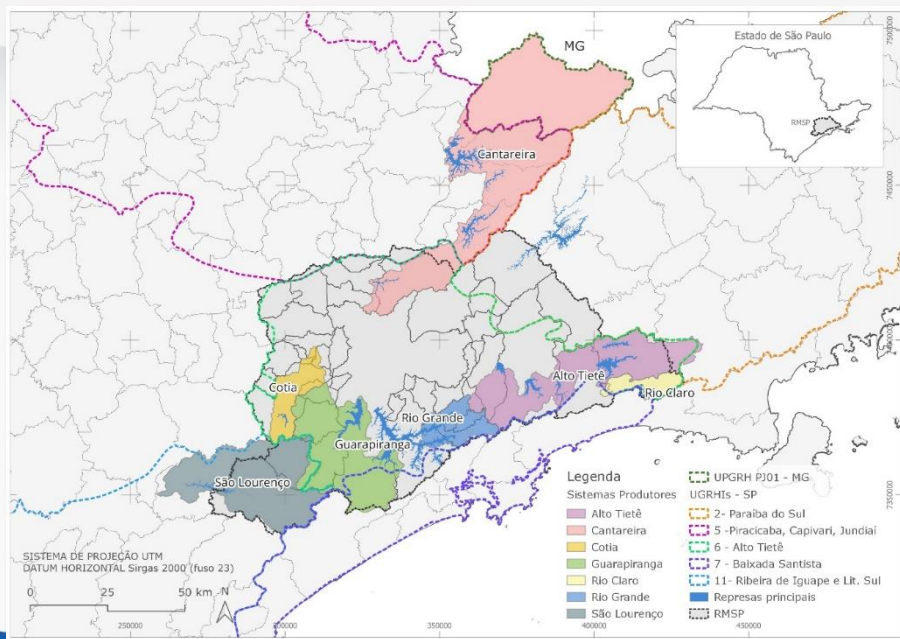 MG
Estado de São Paulo
RMSP
7500000
Cantareira
7450000
Cotia
Alto Tietê
Rio Claro
Rio Grande
Guarapiranga
São Lourenço
7350000
Legenda
Sistemas Produtores
Alto Tietê
Cantareira
Cotia
Guarapiranga
Rio Claro
Rio Grande
São Lourenço
UPGRH PJ01 - MG
UGRHIs - SP
2- Paraíba do Sul
5 -Piracicaba, Capivari, Jundiaí
6 - Alto Tietê
7 - Baixada Santista
11- Ribeira de Iguape e Lit. Sul
Represas principais
RMSP
SISTEMA DE PROJEÇÃO UTM
DATUM HORIZONTAL Sirgas 2000 (fuso 23)
0 25 50 km N
250000 350000 400000 450000